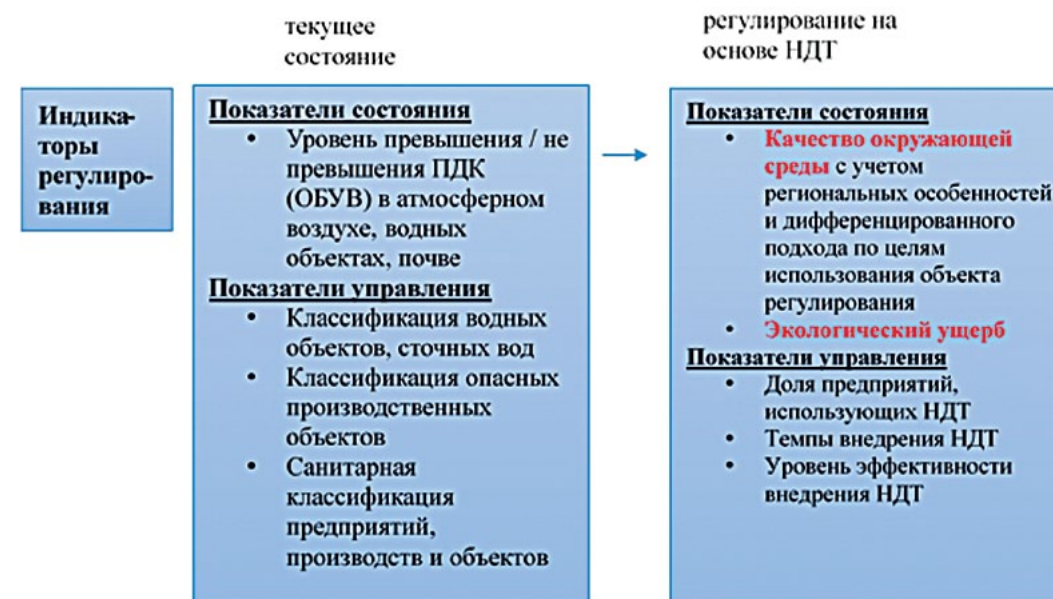 текущее
состояние
регулирование на
основе НДТ
Индика-
торы
регулиро-
вания
Показатели состояния
• Уровень превышения / не
превышения ПДК
(ОБУВ) в атмосферном
воздухе, водных
объектах, почве
Показатели управления
• Классификация водных
объектов, сточных вод
• Классификация опасных
производственных
объектов
• Санитарная
классификация
предприятий,
производств и объектов
Показатели состояния
• Качество окружающей
среды с учетом
региональных особенностей
и дифференцированного
подхода по целям
использования объекта
регулирования
• Экологический ущерб
Показатели управления
• Доля предприятий,
использующих НДТ
• Темпы внедрения НДТ
• Уровень эффективности
внедрения НДТ